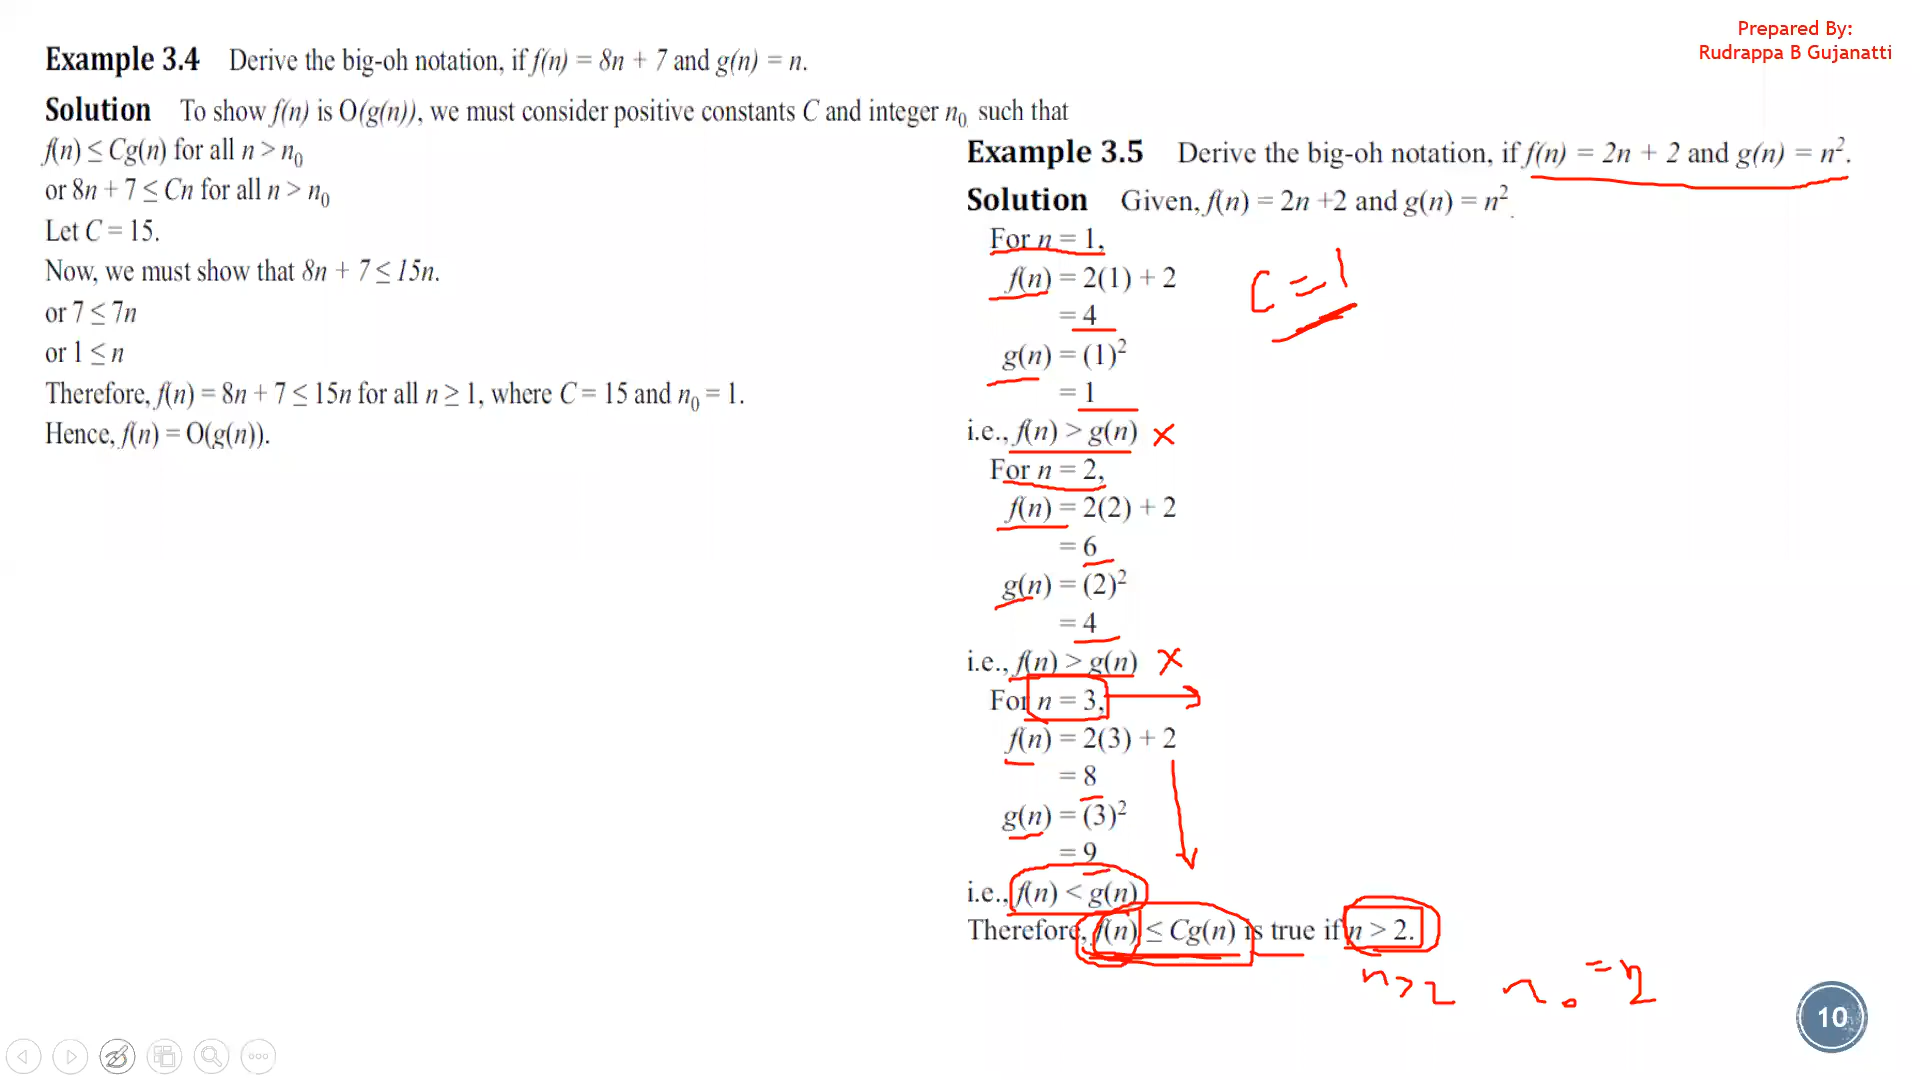 Prepared By:
Rudrappa B Gujanatti
Example 3.4 Derive the big-oh notation, if f(n) = 8n + 7 and g(n) = n.
Solution To show f(n) is O(g(n)), we must consider positive constants C and integer n₀ such that
f(n) ≤ Cg(n) for all n > n₀
or 8n + 7 ≤ Cn for all n > n₀
Let C = 15.
Now, we must show that 8n + 7 ≤ 15n.
or 7 ≤ 7n
or 1 ≤ n
Therefore, f(n) = 8n + 7 ≤ 15n for all n ≥ 1, where C = 15 and n₀ = 1.
Hence, f(n) = O(g(n)).
Example 3.5 Derive the big-oh notation, if f(n) = 2n + 2 and g(n) = n².
Solution Given, f(n) = 2n +2 and g(n) = n²
For n = 1,
f(n) = 2(1) + 2
C = 1
= 4
g(n) = (1)²
= 1
i.e., f(n) > g(n) ×
For n = 2,
f(n) = 2(2) + 2
= 6
g(n) = (2)²
= 4
i.e., f(n) > g(n) ×
For n = 3,
f(n) = 2(3) + 2
= 8
g(n) = (3)²
= 9
i.e., f(n) < g(n)
Therefore, f(n) ≤ Cg(n) is true if n > 2.
n>2 n₀ = 2
10